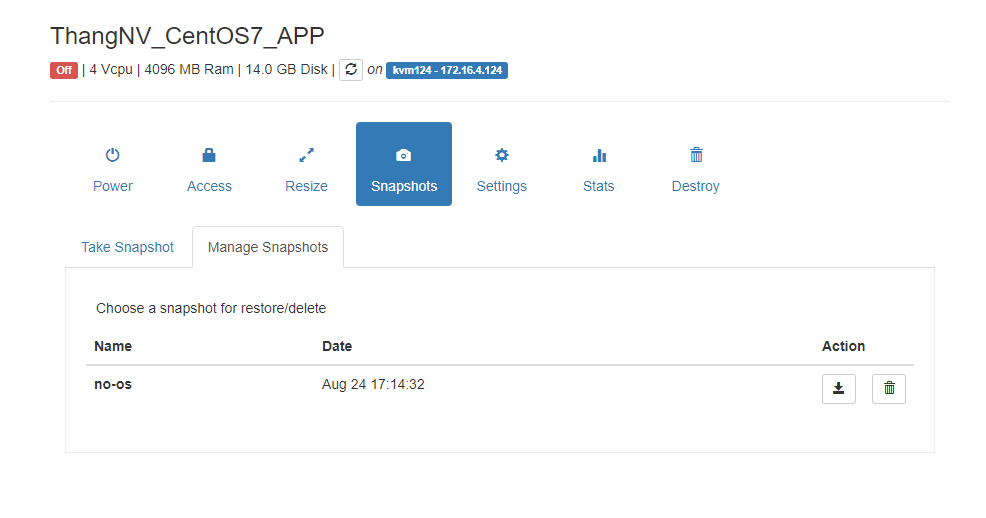 ThangNV_CentOS7_APP
Off | 4 Vcpu | 4096 MB Ram | 14.0 GB Disk | on kvm124 - 172.16.4.124
Power Access Resize Snapshots Settings Stats Destroy
Take Snapshot Manage Snapshots
Choose a snapshot for restore/delete
Name Date Action
no-os Aug 24 17:14:32